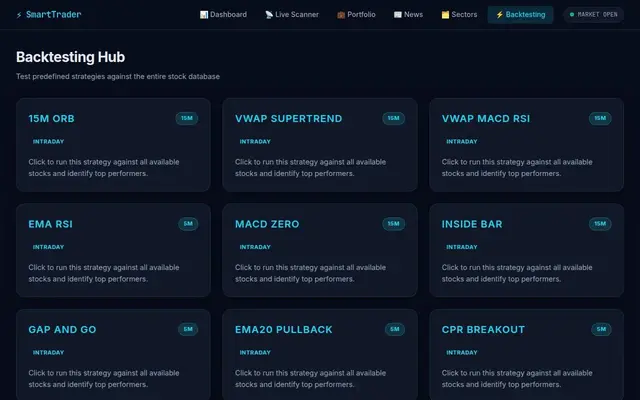 ⚡ SmartTrader
📊 Dashboard
📡 Live Scanner
💼 Portfolio
📰 News
🗂️ Sectors
⚡ Backtesting
MARKET OPEN
Backtesting Hub
Test predefined strategies against the entire stock database
15M ORB
15M
INTRADAY
Click to run this strategy against all available
stocks and identify top performers.
VWAP SUPERTREND
15M
INTRADAY
Click to run this strategy against all available
stocks and identify top performers.
VWAP MACD RSI
15M
INTRADAY
Click to run this strategy against all available
stocks and identify top performers.
EMA RSI
5M
INTRADAY
Click to run this strategy against all available
stocks and identify top performers.
MACD ZERO
15M
INTRADAY
Click to run this strategy against all available
stocks and identify top performers.
INSIDE BAR
15M
INTRADAY
Click to run this strategy against all available
stocks and identify top performers.
GAP AND GO
5M
INTRADAY
Click to run this strategy against all available
stocks and identify top performers.
EMA20 PULLBACK
5M
INTRADAY
Click to run this strategy against all available
stocks and identify top performers.
CPR BREAKOUT
5M
INTRADAY
Click to run this strategy against all available
stocks and identify top performers.